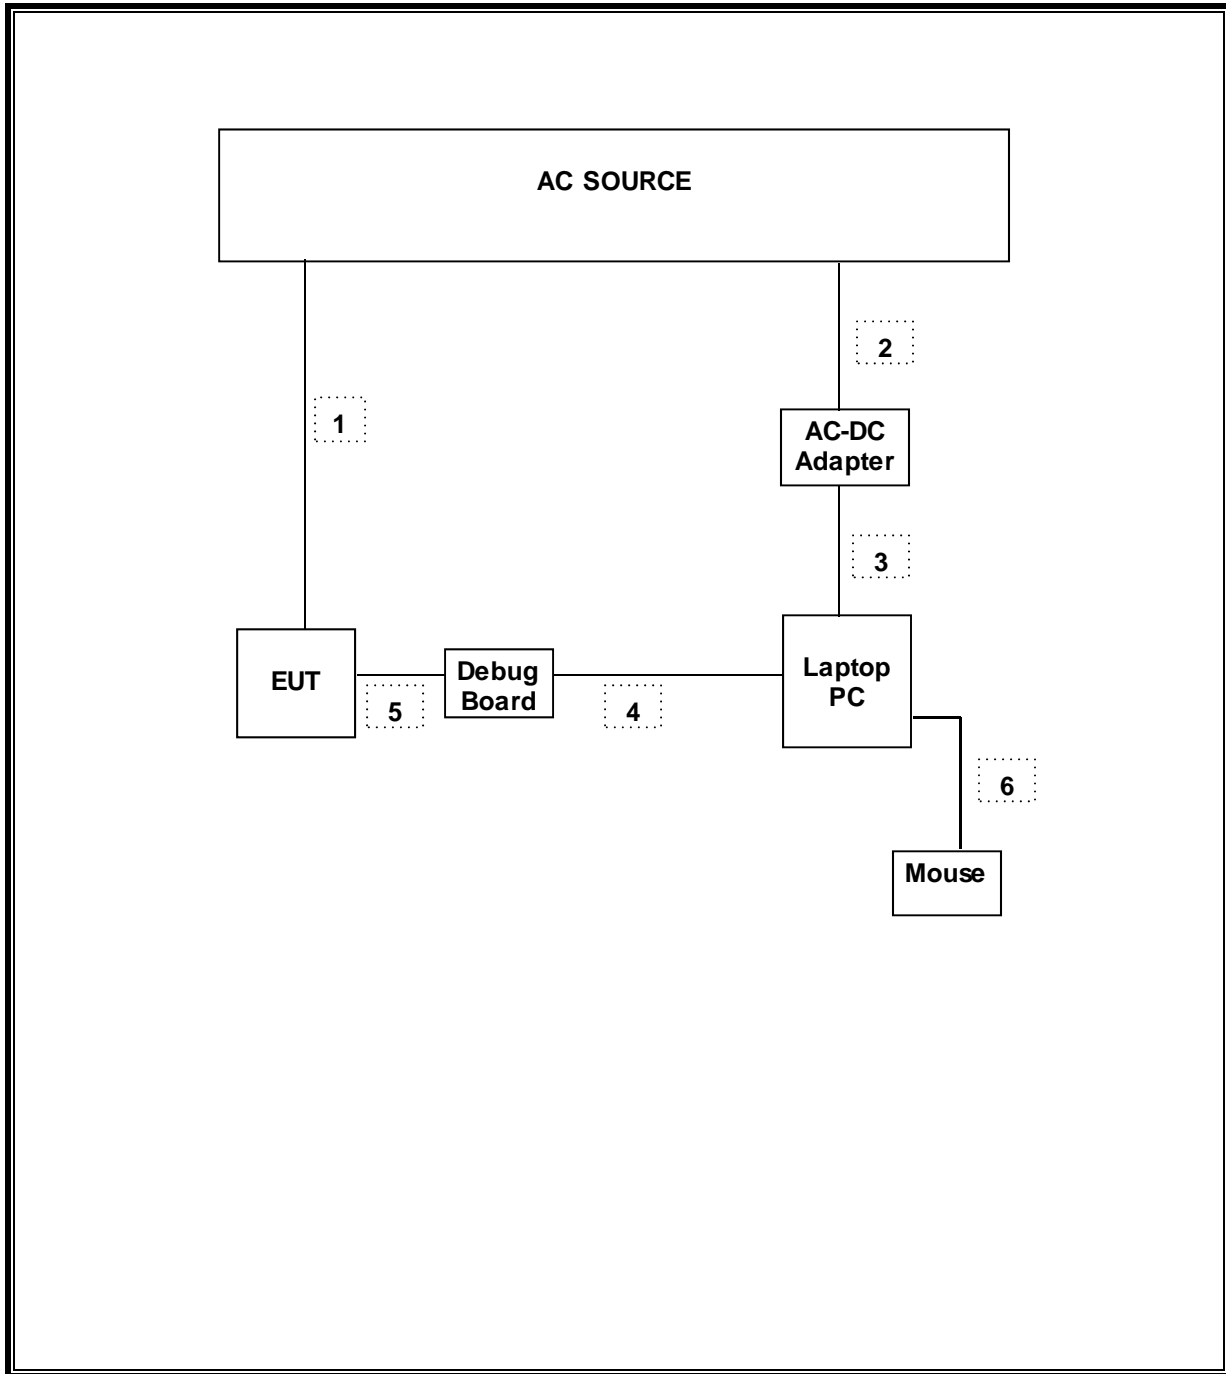 AC SOURCE
2
1
AC-DC
Adapter
3
EUT
Debug
Board
Laptop
PC
5
4
6
Mouse